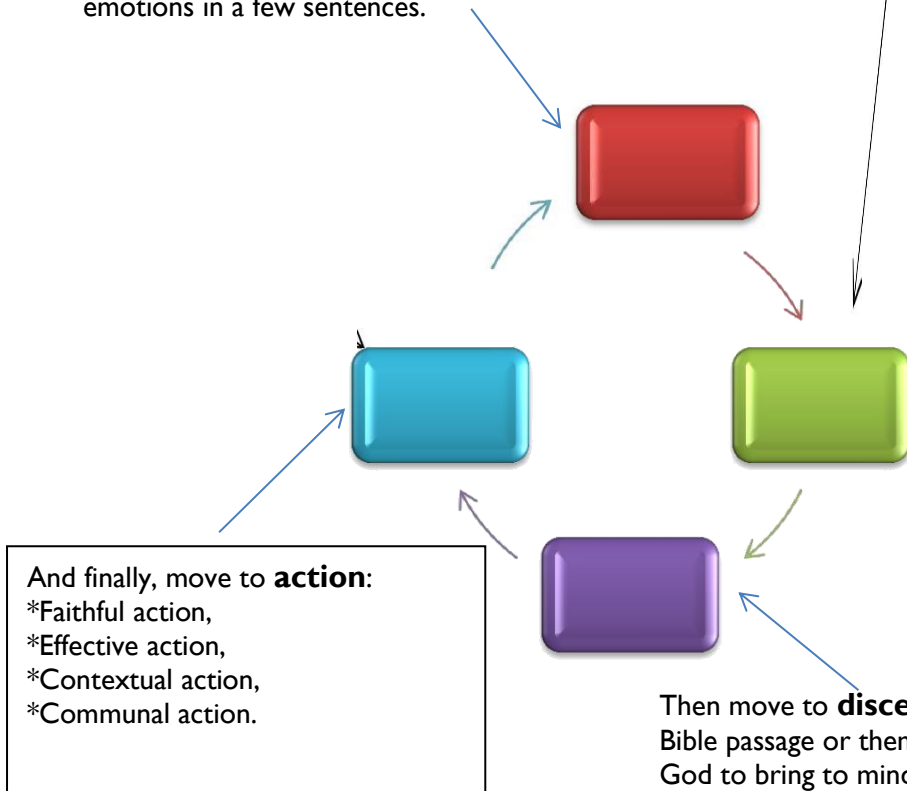 emotions in a few sentences.
And finally, move to action:
*Faithful action,
*Effective action,
*Contextual action,
*Communal action.
Then move to
Bible passage or
God to bring to